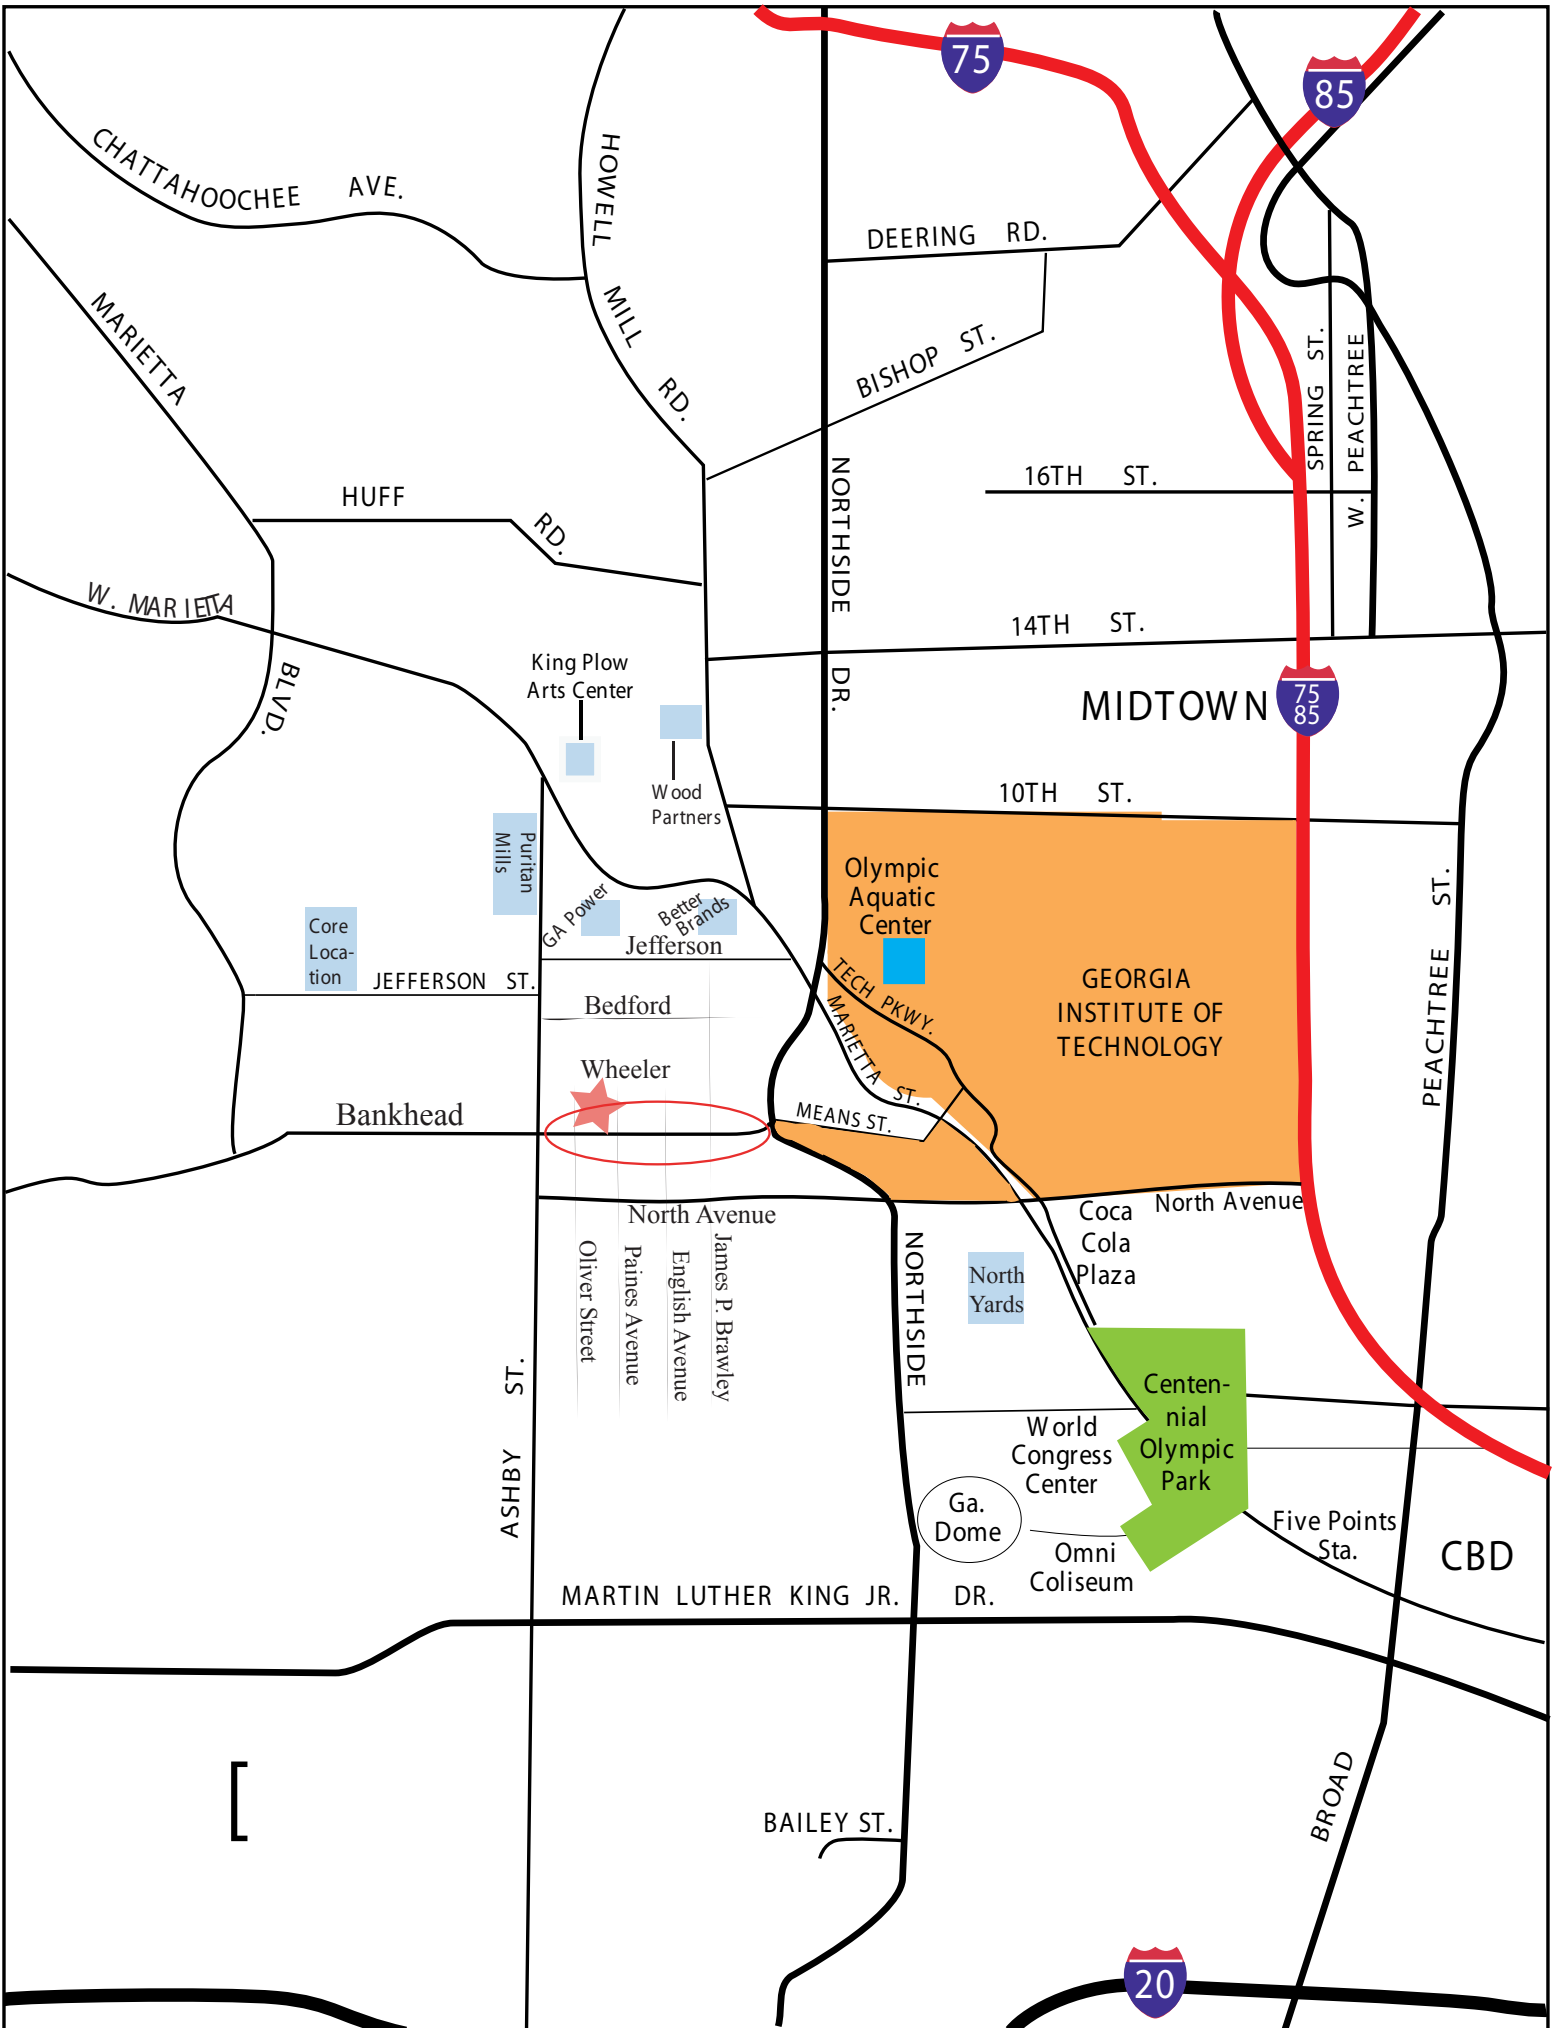 75
85
CHATTAHOOCHEE AVE.
HOWELL MILL RD.
DEERING RD.
MARIETTA BLVD.
BISHOP ST.
SPRING ST.
W. PEACHTREE
HUFF RD.
16TH ST.
NORTHSIDE DR.
W. MARIETTA
14TH ST.
King Plow
Arts Center
MIDTOWN
75
85
Wood
Partners
10TH ST.
Puritan
Mills
Olympic
Aquatic
Center
PEACHTREE ST.
GA Power
Better
Brands
Core
Loca-
tion
Jefferson
JEFFERSON ST.
TECH PKWY.
GEORGIA
INSTITUTE OF
TECHNOLOGY
Bedford
MARIETTA ST.
Wheeler
Bankhead
MEANS ST.
North Avenue
North Avenue
Coca
Cola
Plaza
Oliver Street
Paines Avenue
English Avenue
James P. Brawley
NORTHSIDE
North
Yards
ASHBY ST.
Centen-
nial
Olympic
Park
World
Congress
Center
Ga.
Dome
Omni
Coliseum
Five Points
Sta.
CBD
MARTIN LUTHER KING JR. DR.
[
BAILEY ST.
BROAD
20